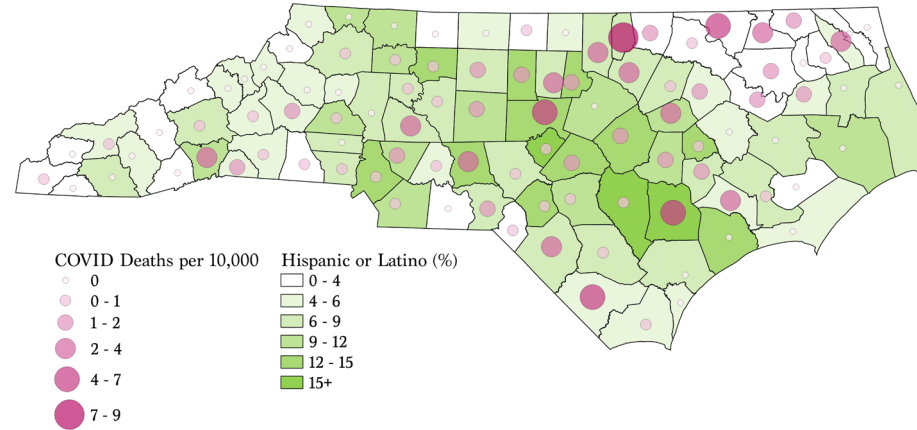 COVID Deaths per 10,000
0
0 - 1
1 - 2
2 - 4
4 - 7
7 - 9
Hispanic or Latino (%)
0 - 4
4 - 6
6 - 9
9 - 12
12 - 15
15+